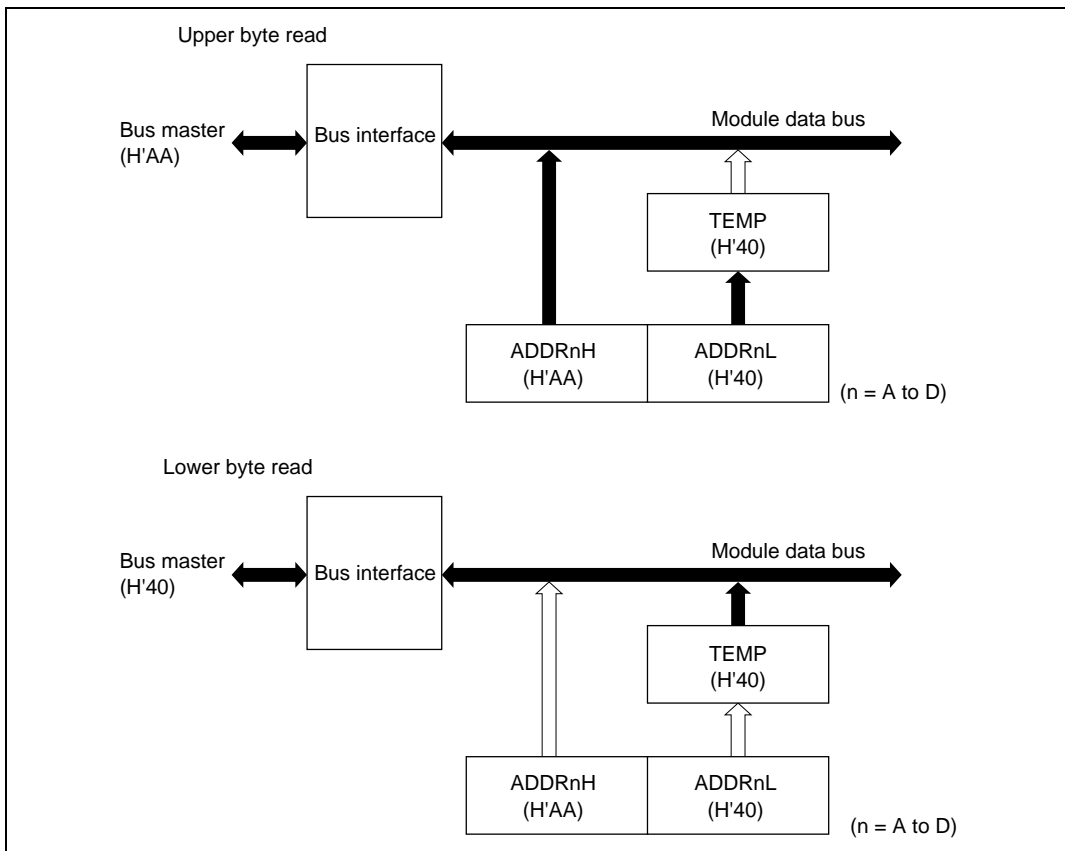 Upper byte read
Bus master
(H'AA)
Bus interface
Module data bus
TEMP
(H'40)
ADDRnH
(H'AA)
ADDRnL
(H'40)
(n = A to D)
Lower byte read
Bus master
(H'40)
Bus interface
Module data bus
TEMP
(H'40)
ADDRnH
(H'AA)
ADDRnL
(H'40)
(n = A to D)